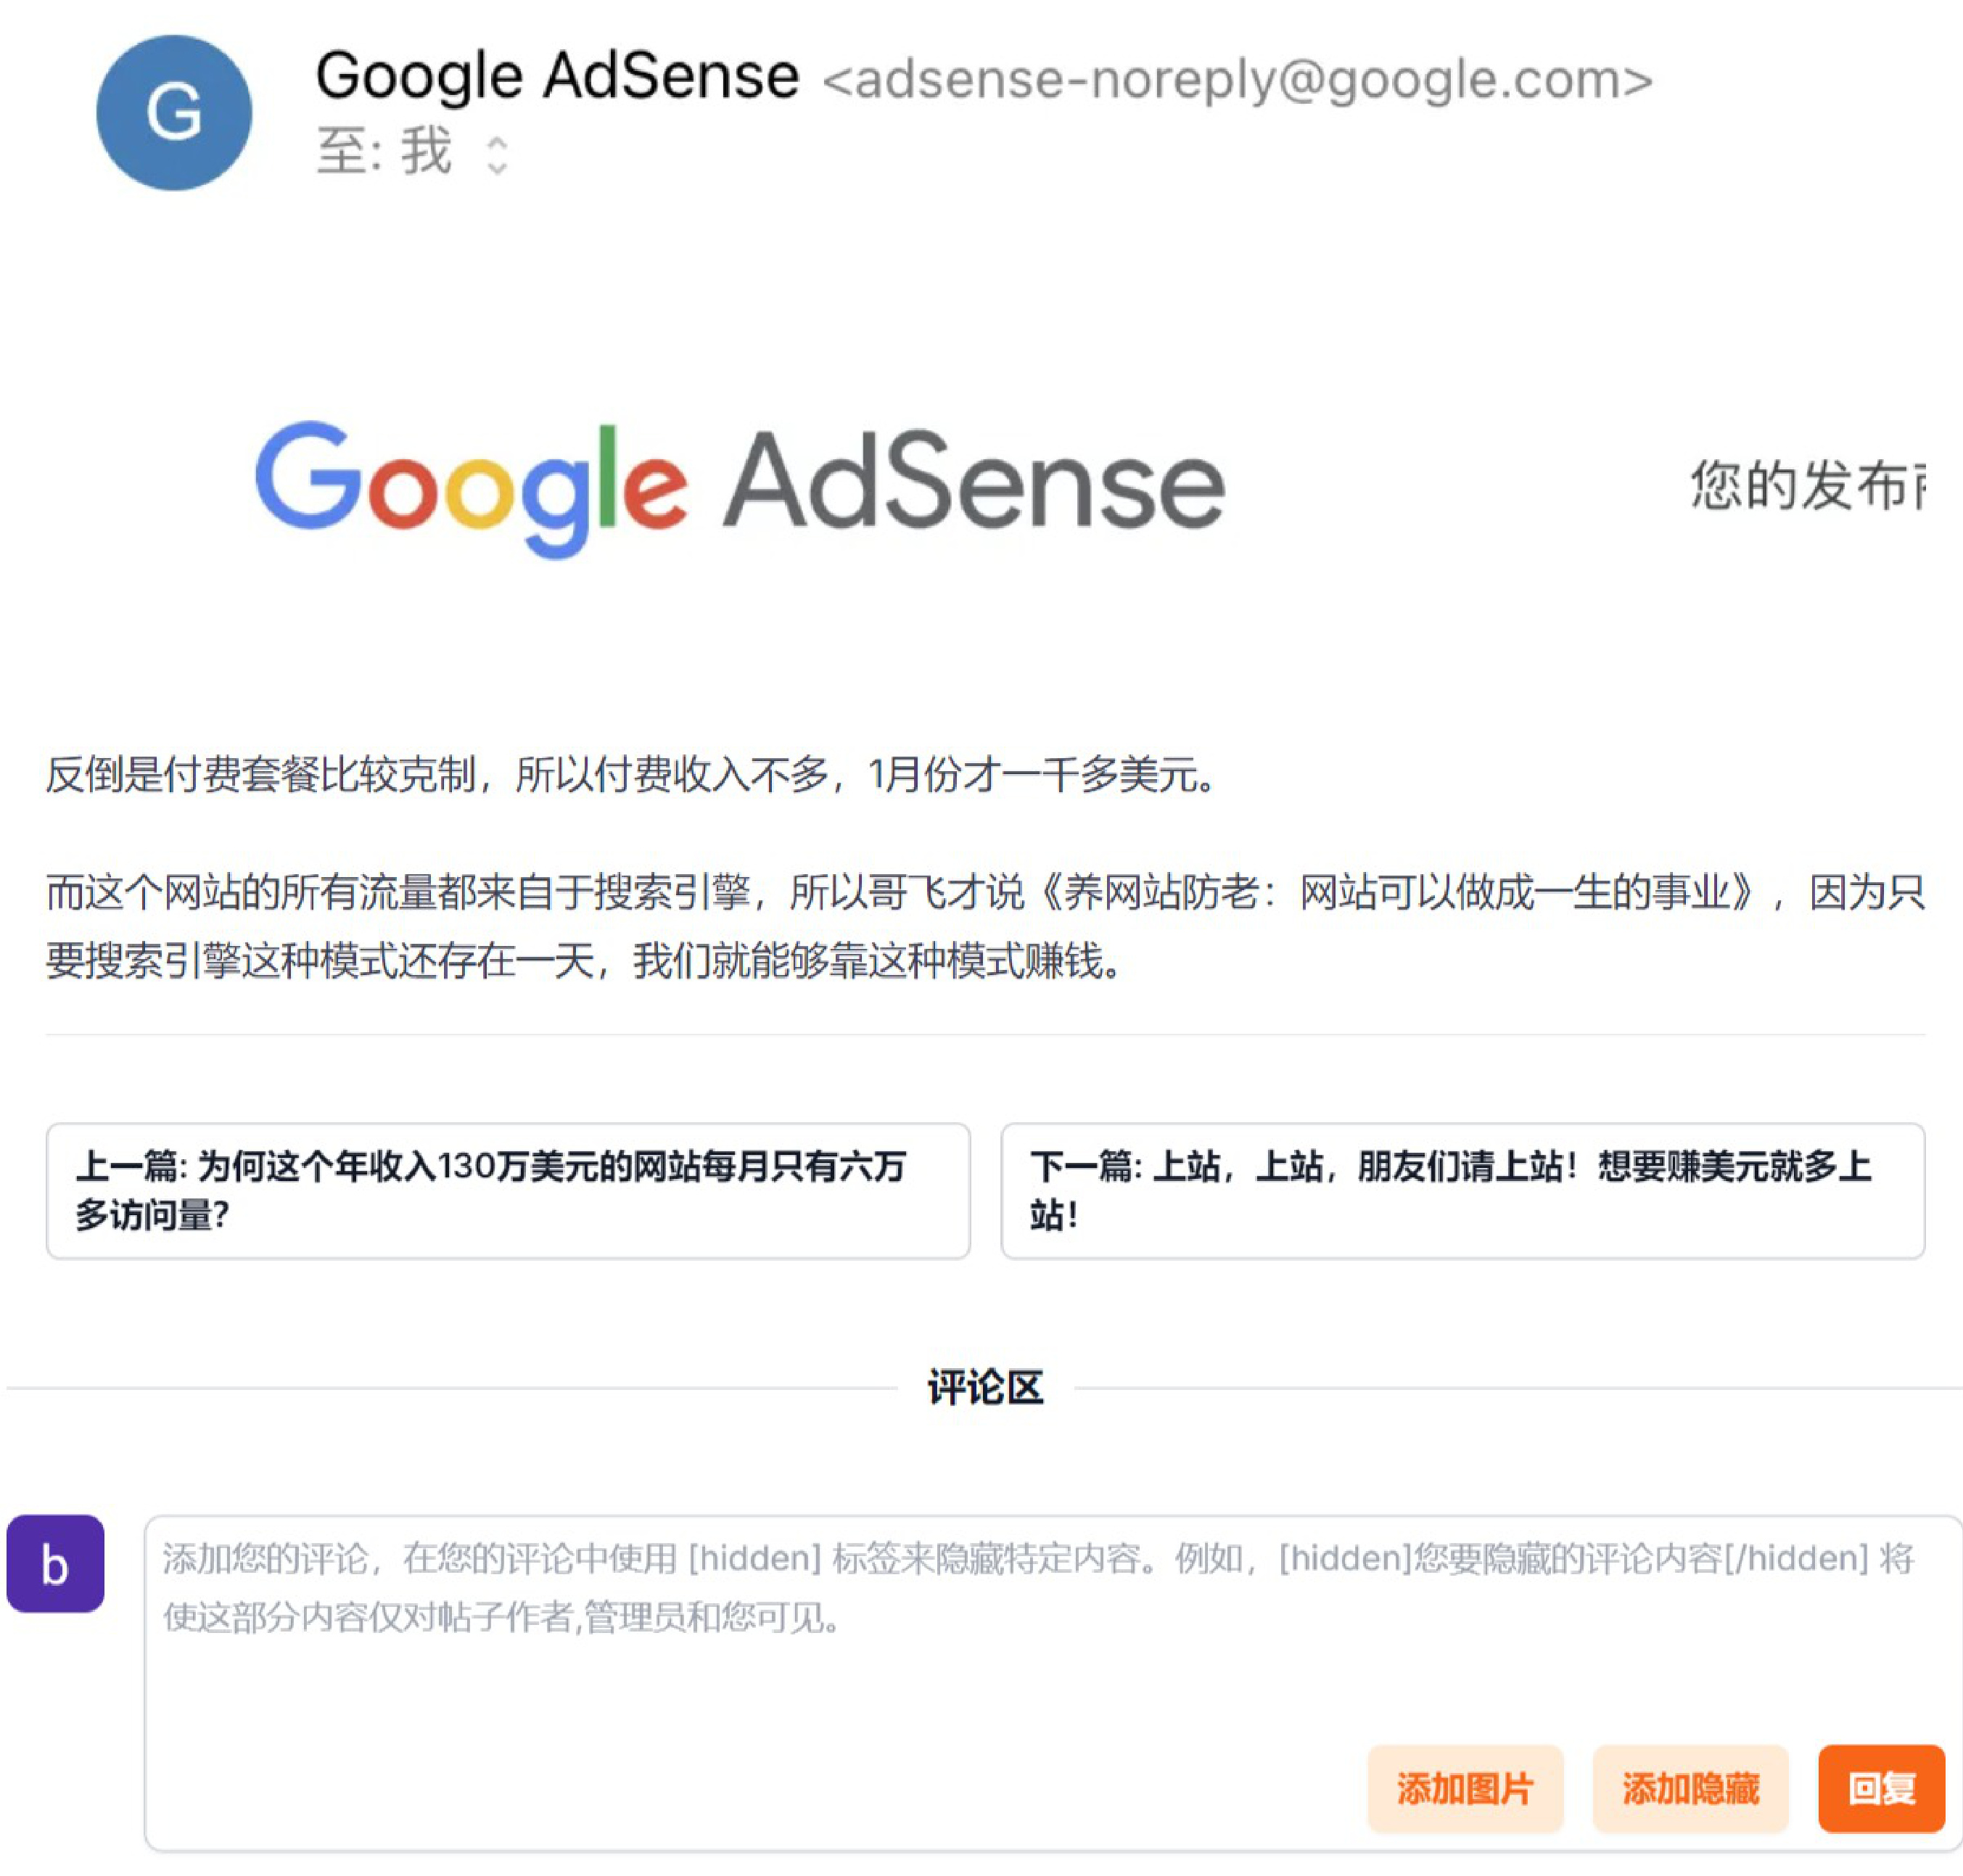 G
Google AdSense <adsense-noreply@google.com>
至: 我
Google AdSense
您的发布
反倒是付费套餐比较克制，所以付费收入不多，1月份才一千多美元。
而这个网站的所有流量都来自于搜索引擎，所以哥飞才说《养网站防老：网站可以做成一生的事业》，因为只
要搜索引擎这种模式还存在一天，我们就能够靠这种模式赚钱。
上一篇: 为何这个年收入130万美元的网站每月只有六万
多访问量？
下一篇: 上站，上站，朋友们请上站！想要赚美元就多上
站！
评论区
b
添加您的评论，在您的评论中使用 [hidden] 标签来隐藏特定内容。例如，[hidden]您要隐藏的评论内容[/hidden] 将
使这部分内容仅对帖子作者,管理员和您可见。
添加图片
添加隐藏
回复